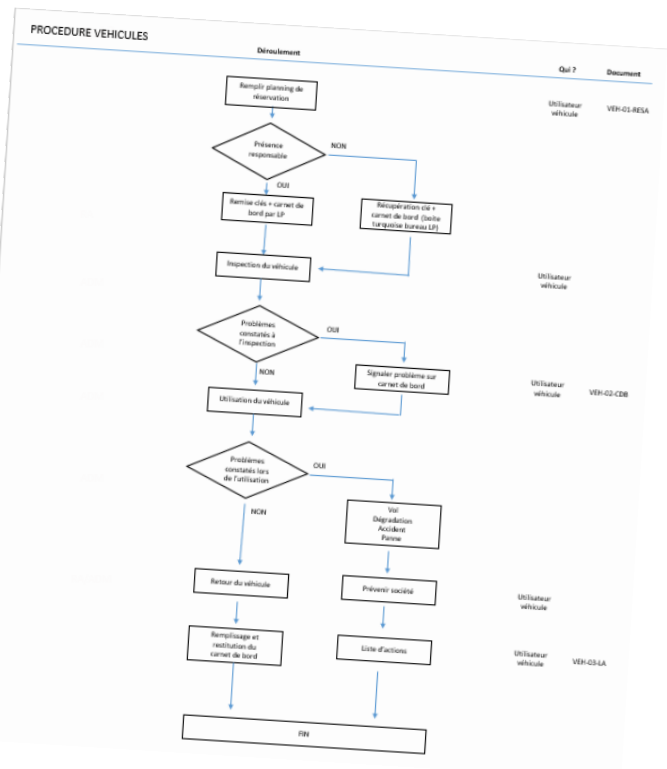 PROCEDURE VEHICULES
Déroulement
Qui ?
Document
Remplir planning de
réservation
Utilisateur
véhicule
VEH-01-RESA
Présence
responsable
NON
OUI
Remise clés + carnet de
bord par LP
Récupération clé +
carnet de bord (boite
turquoise bureau LP)
Inspection du véhicule
Utilisateur
véhicule
Problèmes
constatés à
l'inspection
OUI
NON
Signaler problème sur
carnet de bord
Utilisateur
véhicule
VEH-02-CDB
Utilisation du véhicule
Problèmes
constatés lors
de l'utilisation
OUI
NON
Vol
Dégradation
Accident
Panne
Retour du véhicule
Prévenir société
Utilisateur
véhicule
Remplissage et
restitution du
carnet de bord
Liste d'actions
Utilisateur
véhicule
VEH-03-LA
FIN